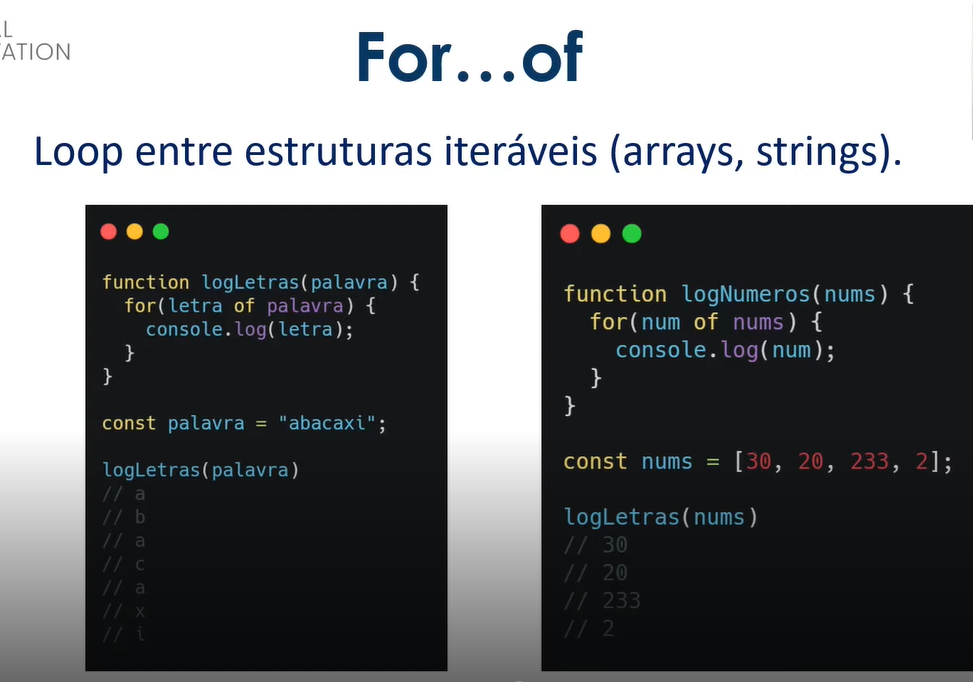 L
TATION
For...of
Loop entre estruturas iteráveis (arrays, strings).
function logLetras(palavra) {
  for(letra of palavra) {
    console.log(letra);
  }
}
const palavra = "abacaxi";
logLetras(palavra)
// a
// b
// a
// c
// a
// x
// i
function logNumeros(nums) {
  for(num of nums) {
    console.log(num);
  }
}
const nums = [30, 20, 233, 2];
logLetras(nums)
// 30
// 20
// 233
// 2